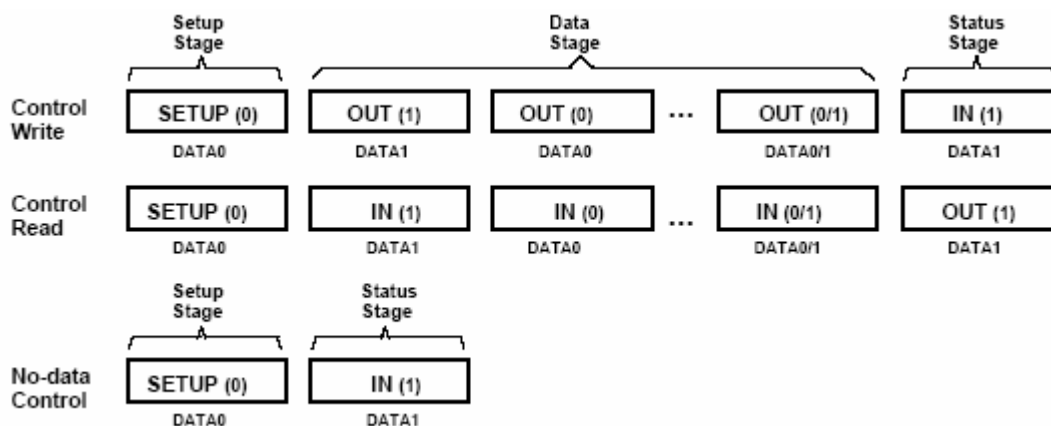 Setup
Stage
Data
Stage
Status
Stage
Control
Write
SETUP (0)
OUT (1)
OUT (0)
...
OUT (0/1)
IN (1)
DATA0
DATA1
DATA0
DATA0/1
DATA1
Control
Read
SETUP (0)
IN (1)
IN (0)
...
IN (0/1)
OUT (1)
DATA0
DATA1
DATA0
DATA0/1
DATA1
Setup
Stage
Status
Stage
No-data
Control
SETUP (0)
IN (1)
DATA0
DATA1